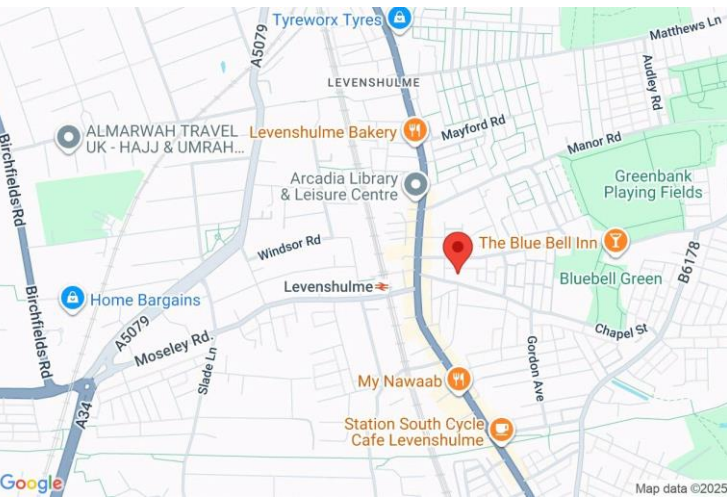 Tyreworx Tyres
Matthews Ln
A5079
LEVENSHULME
Audley Rd
ALMARWAH TRAVEL
UK - HAJJ & UMRAH...
Levenshulme Bakery
Mayford Rd
Manor Rd
Birchfields Rd
Arcadia Library
& Leisure Centre
Greenbank
Playing Fields
Windsor Rd
The Blue Bell Inn
B6178
Bluebell Green
Levenshulme
Home Bargains
Birchfields Rd
A5079
Moseley Rd.
Chapel St
Slade Ln
Gordon Ave
My Nawaab
A34
Station South Cycle
Cafe Levenshulme
Google
Map data ©2025